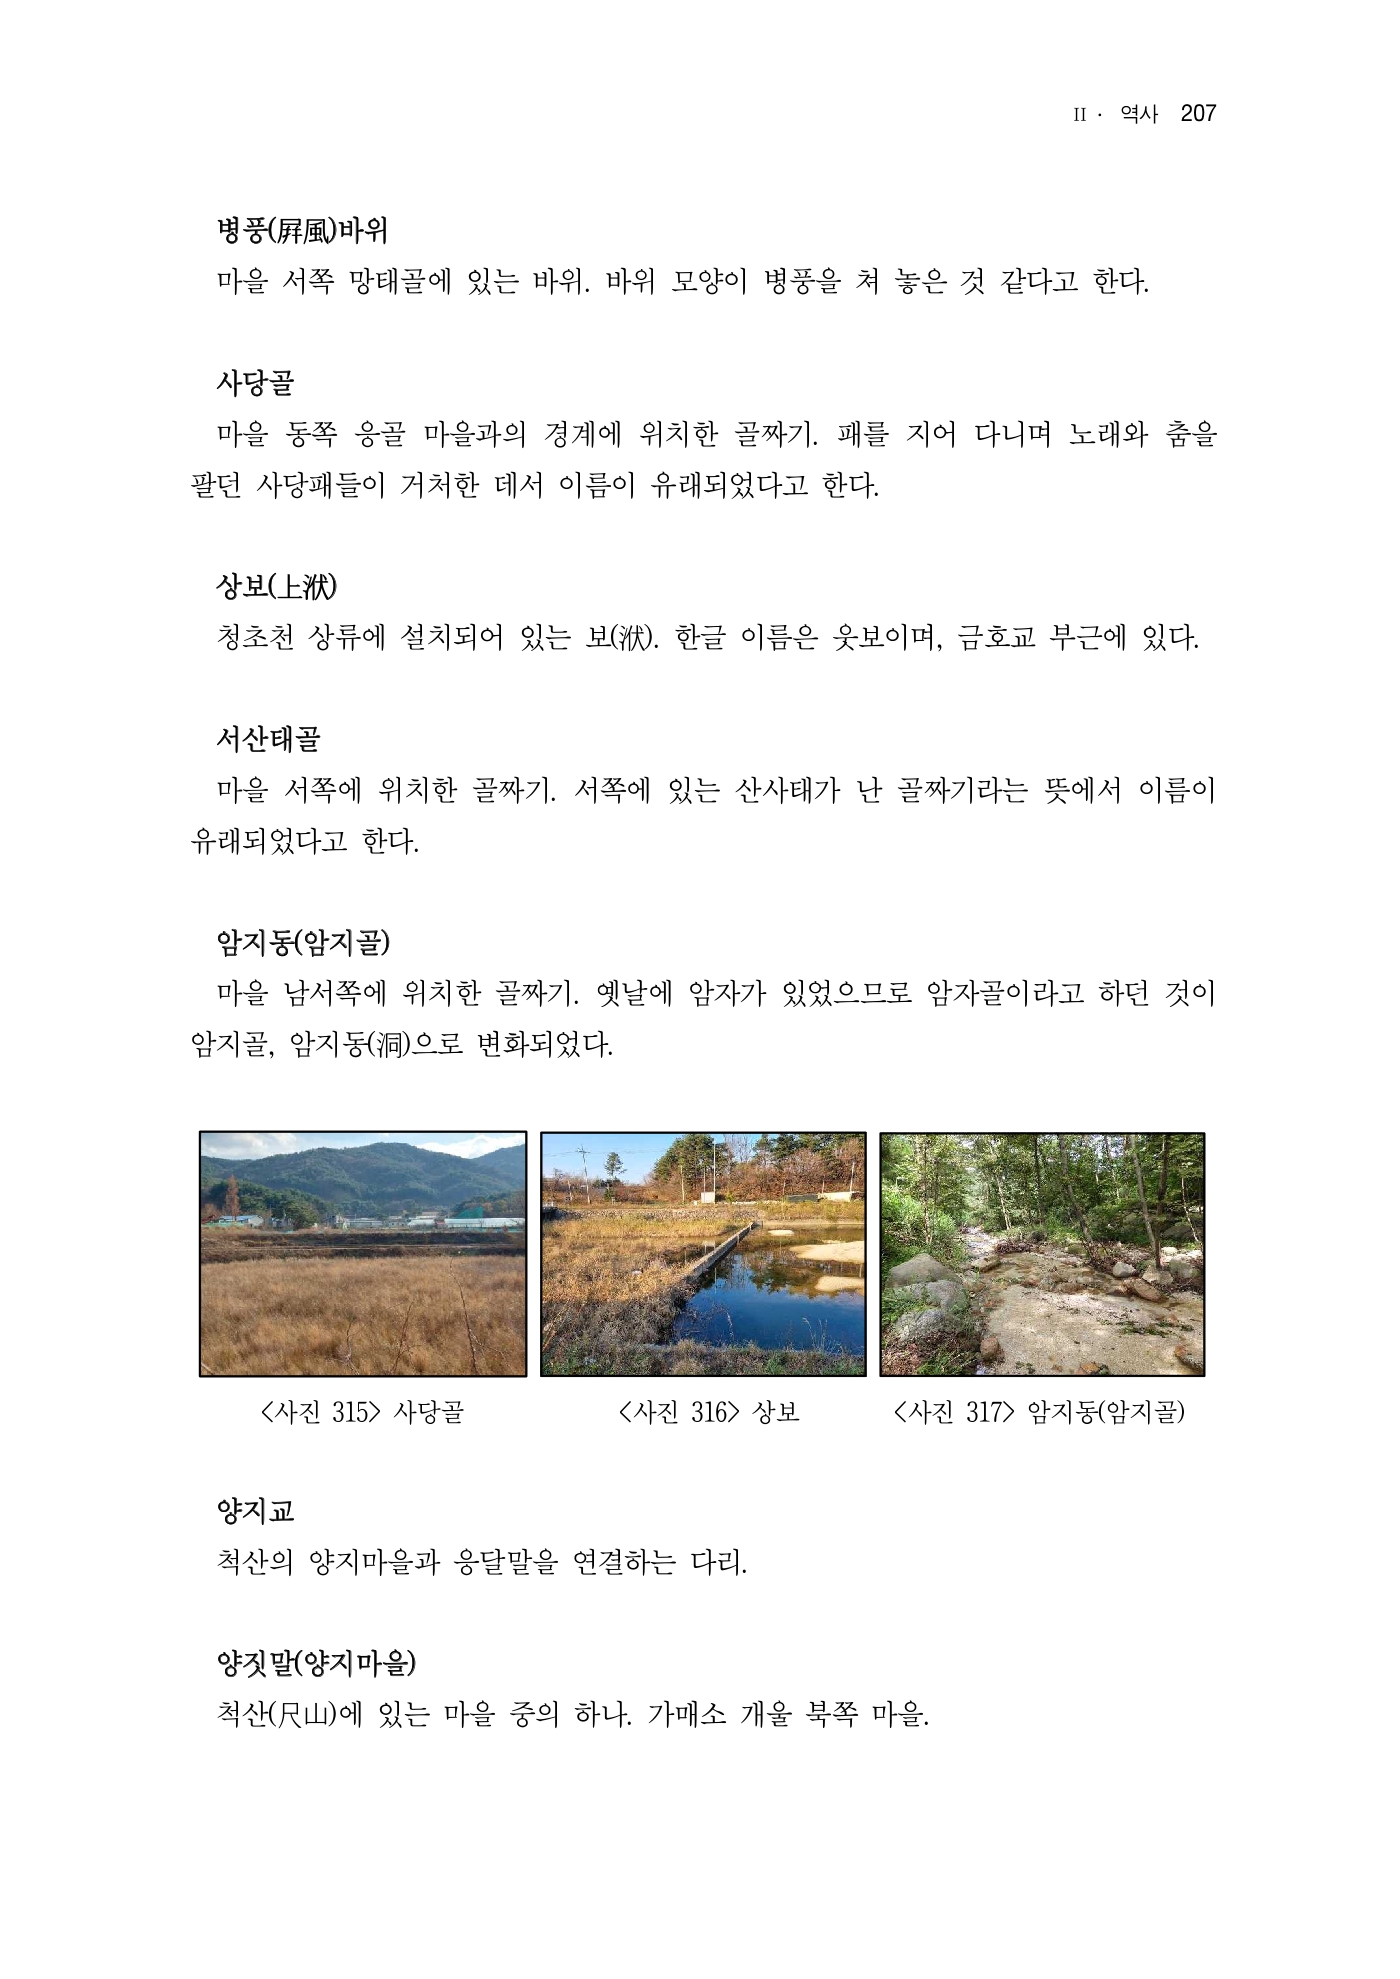 II · 역사 207
병풍(屛風)바위
마을 서쪽 망태골에 있는 바위. 바위 모양이 병풍을 쳐 놓은 것 같다고 한다.
사당골
마을 동쪽 응골 마을과의 경계에 위치한 골짜기. 패를 지어 다니며 노래와 춤을
팔던 사당패들이 거처한 데서 이름이 유래되었다고 한다.
상보(上洑)
청초천 상류에 설치되어 있는 보(洑). 한글 이름은 웃보이며, 금호교 부근에 있다.
서산태골
마을 서쪽에 위치한 골짜기. 서쪽에 있는 산사태가 난 골짜기라는 뜻에서 이름이
유래되었다고 한다.
암지동(암지골)
마을 남서쪽에 위치한 골짜기. 옛날에 암자가 있었으므로 암자골이라고 하던 것이
암지골, 암지동(洞)으로 변화되었다.
<사진 315> 사당골
<사진 316> 상보
<사진 317> 암지동(암지골)
양지교
척산의 양지마을과 응달말을 연결하는 다리.
양짓말(양지마을)
척산(尺山)에 있는 마을 중의 하나. 가매소 개울 북쪽 마을.